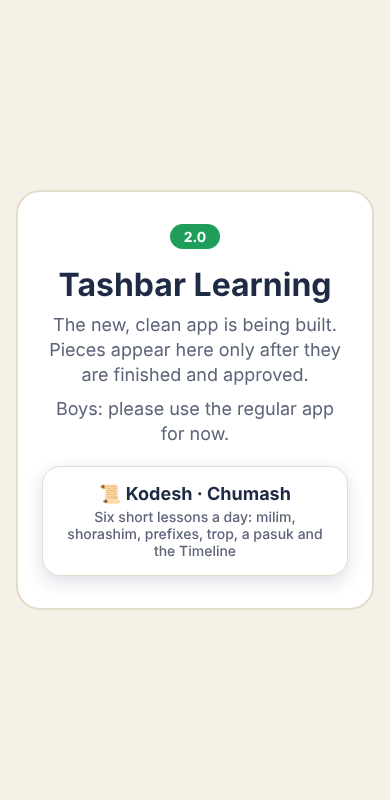 2.0
Tashbar Learning
The new, clean app is being built.
Pieces appear here only after they
are finished and approved.
Boys: please use the regular app
for now.
📜 Kodesh · Chumash
Six short lessons a day: milim,
shorashim, prefixes, trop, a pasuk and
the Timeline